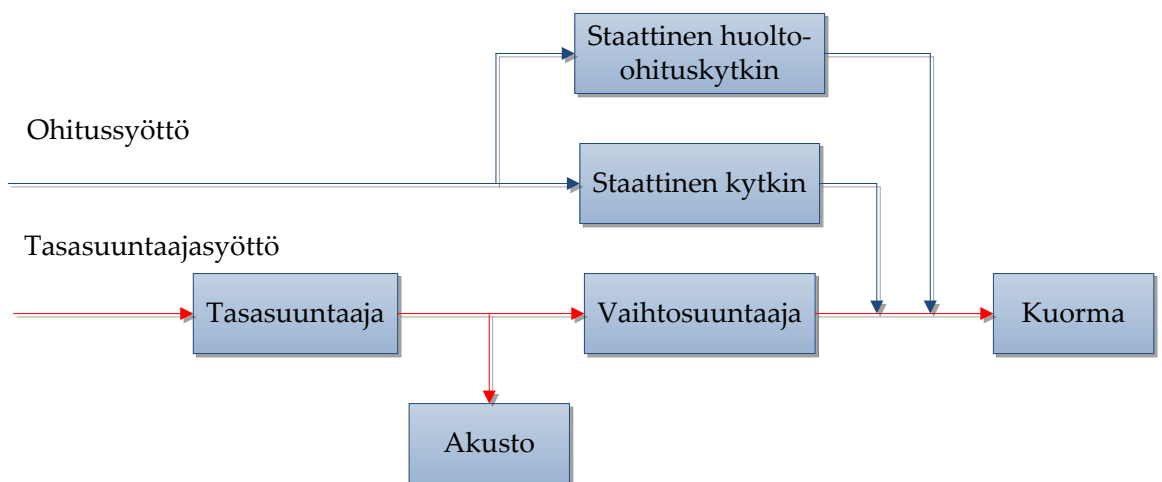 Staattinen huolto-
ohituskytkin
Ohitussyöttö
Staattinen kytkin
Tasasuuntaajasyöttö
Tasasuuntaaja
Vaihtosuuntaaja
Kuorma
Akusto